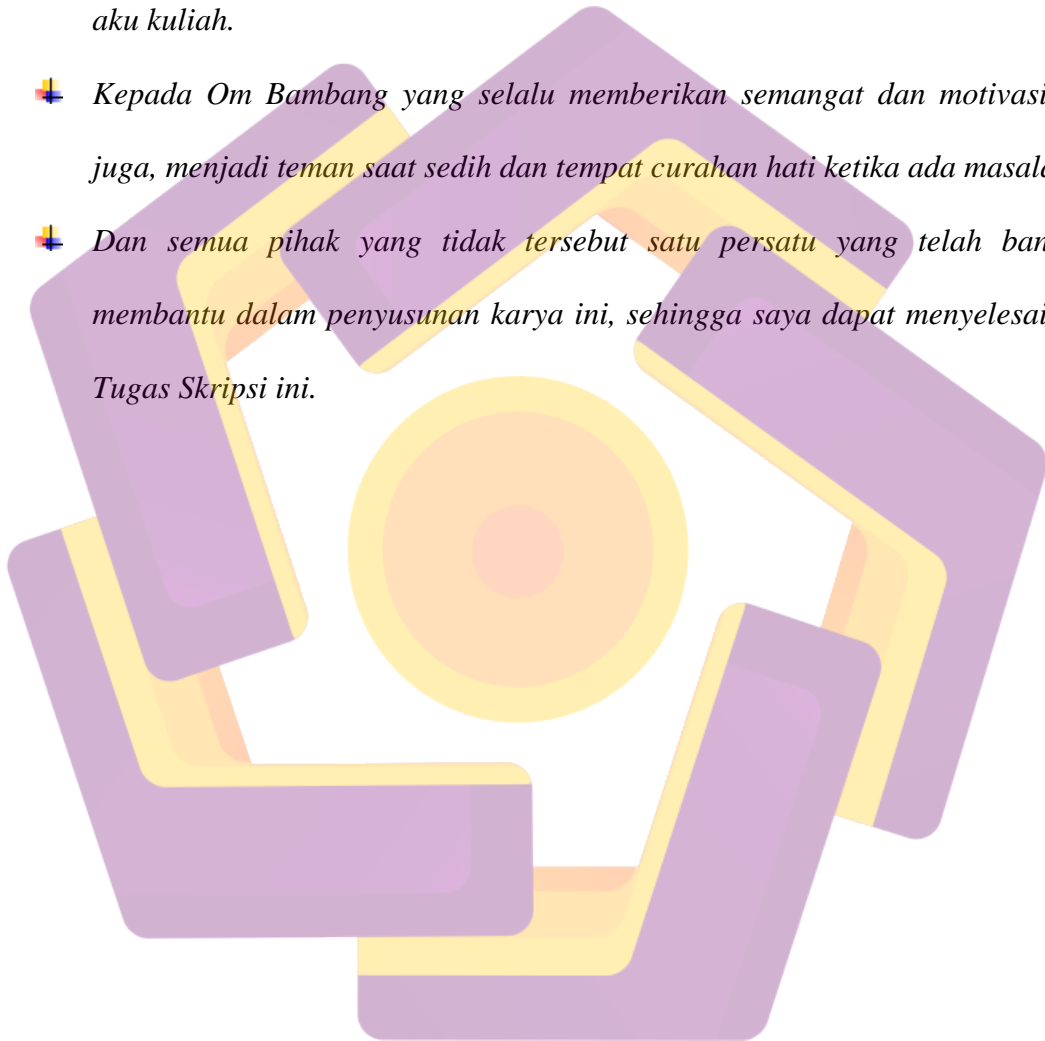 aku kuliah.
Kepada Om Bambang yang selalu memberikan semangat dan motivasi
juga, menjadi teman saat sedih dan tempat curahan hati ketika ada
Dan semua pihak yang tidak tersebut satu persatu yang telah
membantu dalam penyusunan karya ini, sehingga saya dapat
Tugas Skripsi ini.